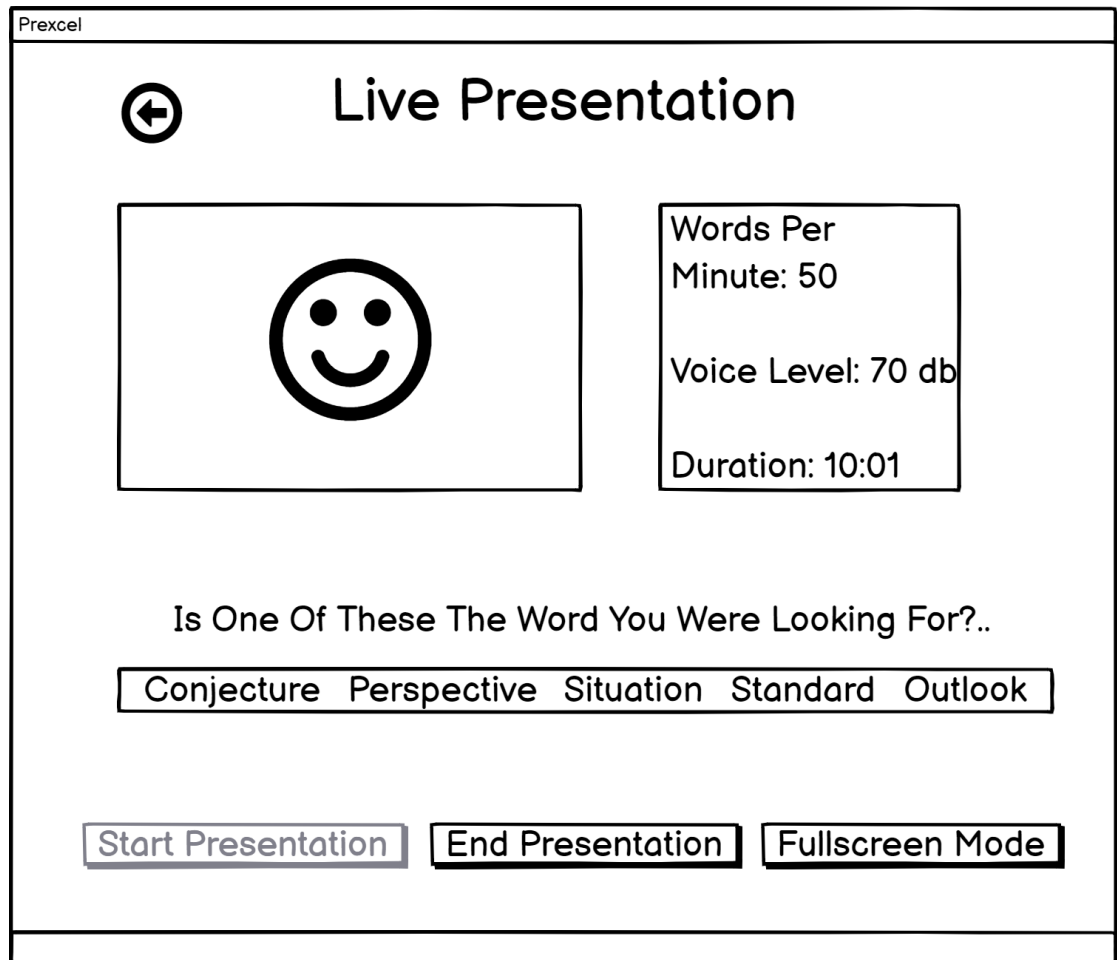 Prexcel
Live Presentation
Words Per
Minute: 50
Voice Level: 70 db
Duration: 10:01
Is One Of These The Word You Were Looking For?..
Conjecture Perspective Situation Standard Outlook
Start Presentation End Presentation Fullscreen Mode